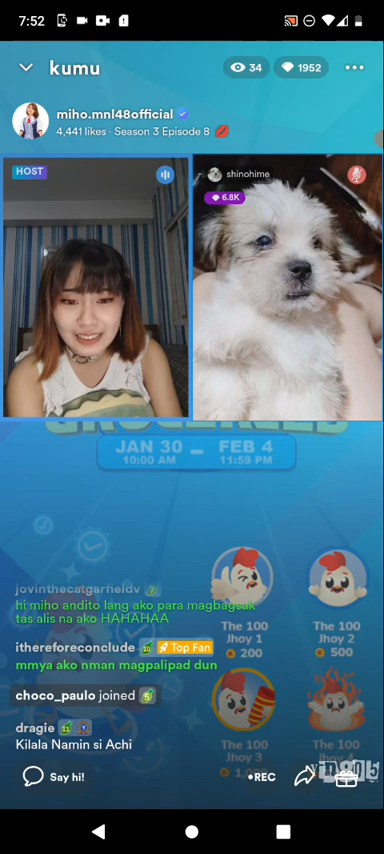 7:52
kumu
34
1952
miho.mnl48official
4,441 likes · Season 3 Episode 8
HOST
shinohime
6.8K
JAN 30 - FEB 4
10:00 AM 11:59 PM
jovinthecatgarfieldv
hi miho andito lang ako para magbagsak
tas alis na ako HAHAHAA
The 100
Jhoy 1
200
The 100
Jhoy 2
500
ithereforeconclude 10 Top Fan
mmya ako nman magpalipad dun
choco_paulo joined 5
dragie 11
Kilala Namin si Achi
The 100
Jhoy 3
The 100
Say hi!
•REC